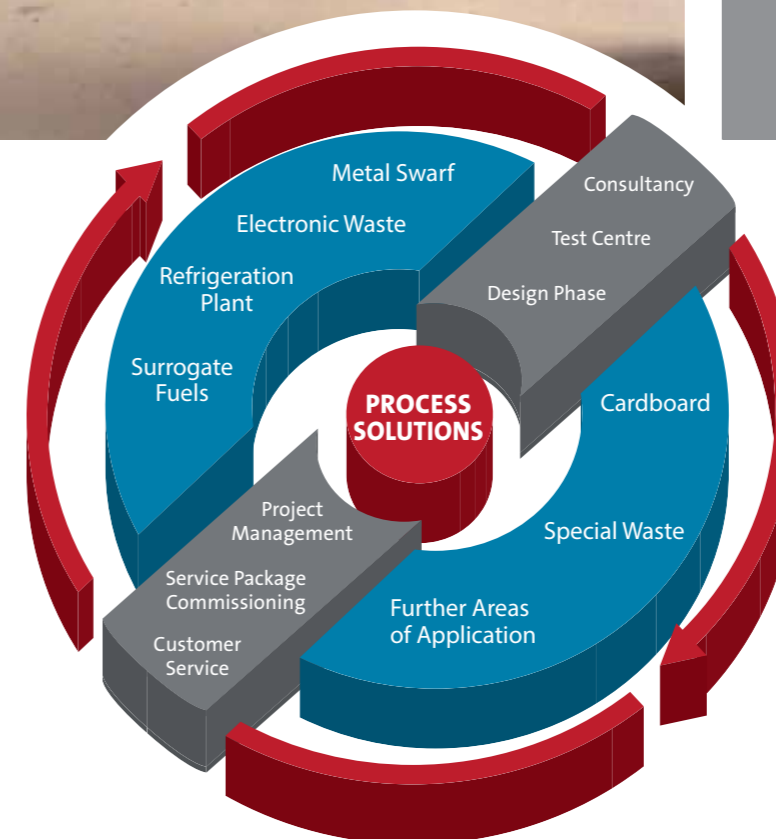 Metal Swarf
Electronic Waste
Refrigeration
Plant
Surrogate
Fuels
Consultancy
Test Centre
Design Phase
PROCESS
SOLUTIONS
Cardboard
Special Waste
Further Areas
of Application
Project
Management
Service Package
Commissioning
Customer
Service